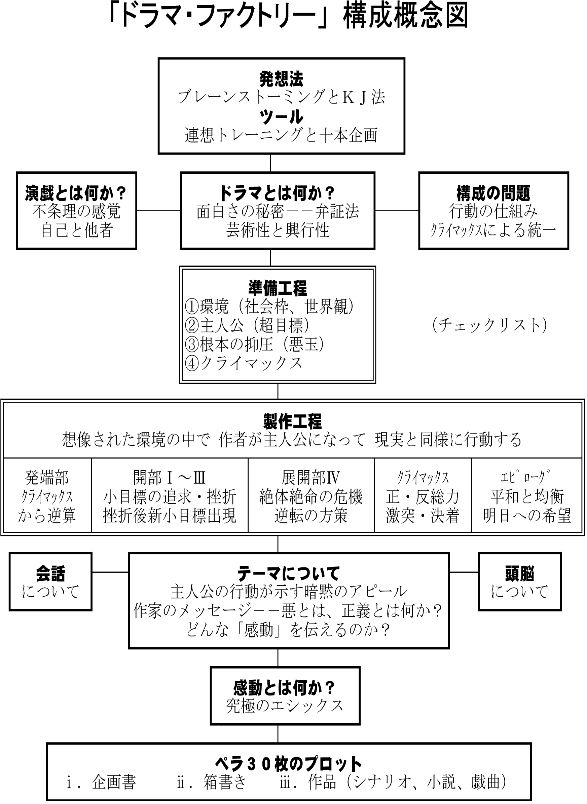 「ドラマ・ファクトリー」構成概念図
発想法
ブレーンストーミングとＫＪ法
ツール
連想トレーニングと十本企画
演戯とは何か？
不条理の感覚
自己と他者
ドラマとは何か？
面白さの秘密――弁証法
芸術性と興行性
構成の問題
行動の仕組み
ｸﾗｲﾏｯｸｽによる統一
準備工程
①環境（社会枠、世界観）
②主人公（超目標）
③根本の抑圧（悪玉）
④クライマックス
（チェックリスト）
製作工程
想像された環境の中で 作者が主人公になって 現実と同様に行動する
発端部
ｸﾗｲﾏｯｸｽ
から逆算
開部Ⅰ～Ⅲ
小目標の追求・挫折
挫折後新小目標出現
展開部Ⅳ
絶体絶命の危機
逆転の方策
ｸﾗｲﾏｯｸｽ
正・反総力
激突・決着
ｴﾋﾟﾛｰｸﾞ
平和と均衡
明日への希望
会話
について
テーマについて
主人公の行動が示す暗黙のアピール
作家のメッセージ――悪とは、正義とは何か？
どんな「感動」を伝えるのか？
頭脳
について
感動とは何か？
究極のエシックス
ペラ３０枚のプロット
ⅰ．企画書　ⅱ．箱書き　ⅲ．作品（シナリオ、小説、戯曲）